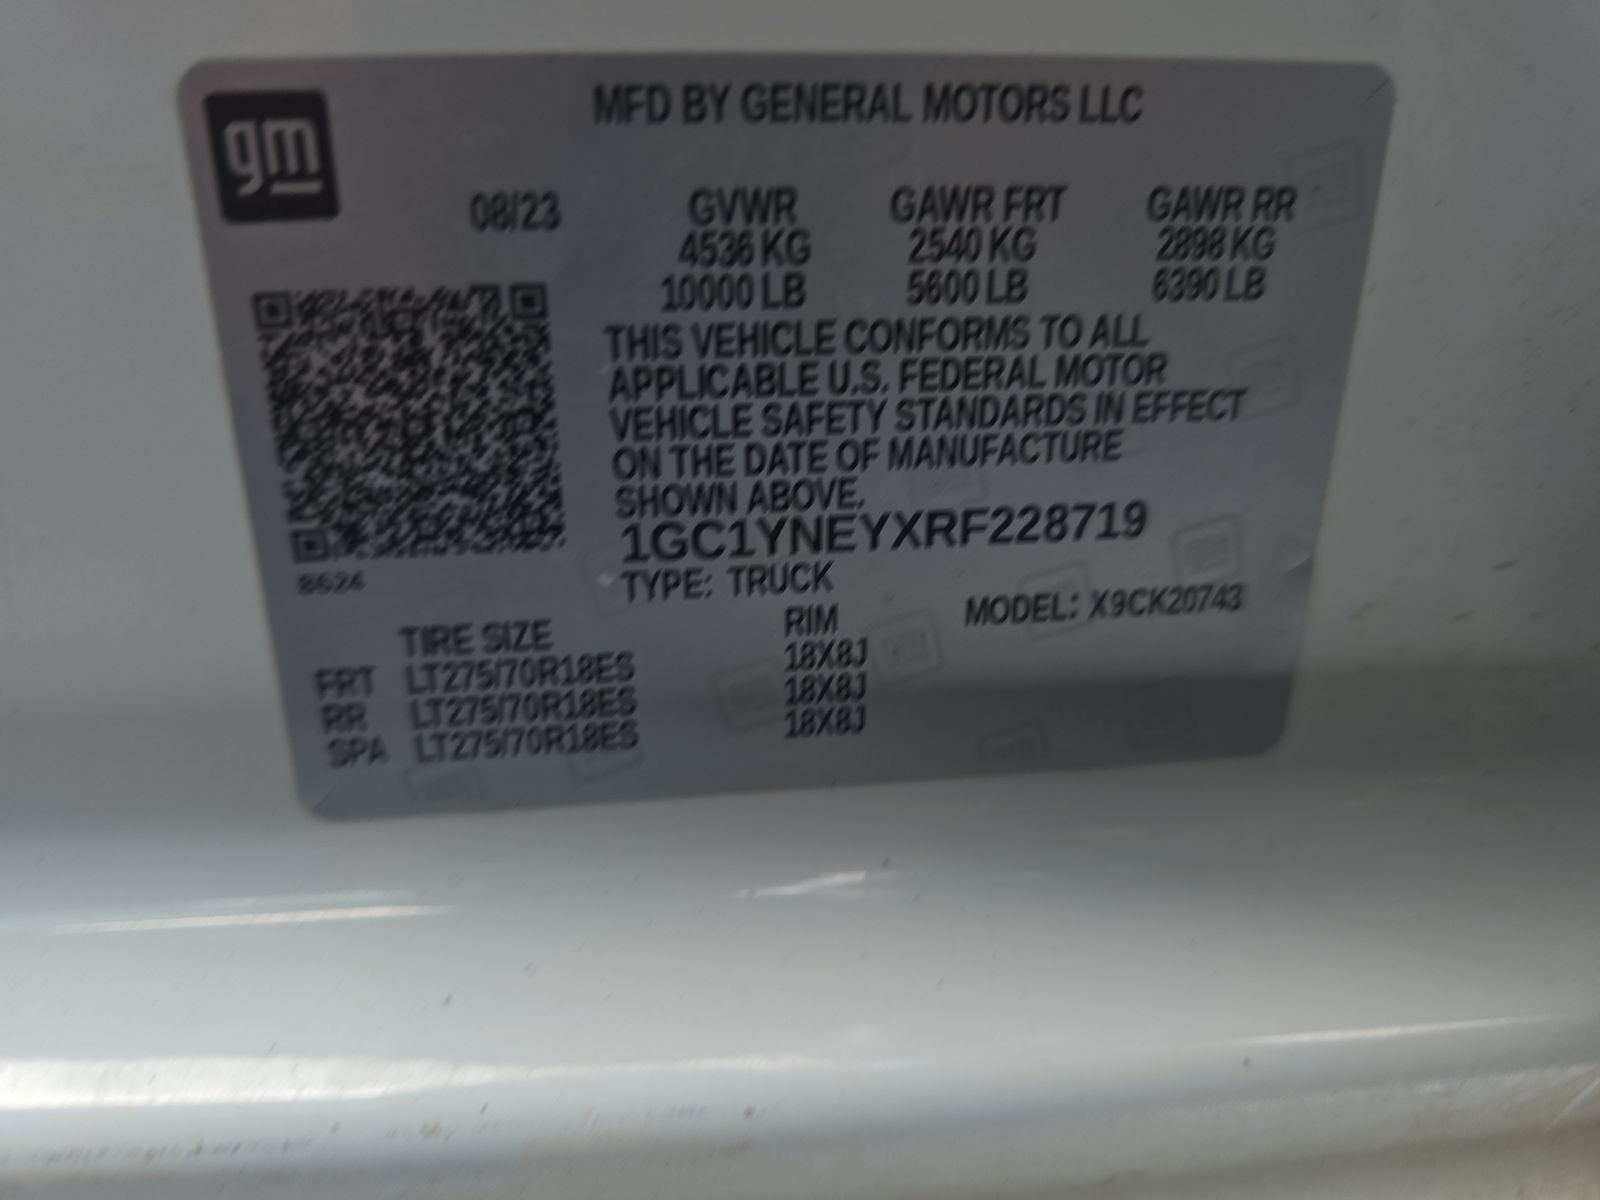 gm
MFD BY GENERAL MOTORS LLC
08/23 GVWR GAWR FRT GAWR RR
4536 KG 2540 KG 2898 KG
10000 LB 5600 LB 6390 LB
THIS VEHICLE CONFORMS TO ALL
APPLICABLE U.S. FEDERAL MOTOR
VEHICLE SAFETY STANDARDS IN EFFECT
ON THE DATE OF MANUFACTURE
SHOWN ABOVE.
1GC1YNEYXRF228719
8624
TYPE: TRUCK
MODEL: X9CK20743
TIRE SIZE RIM
FRT LT275/70R18ES 18X8J
RR LT275/70R18ES 18X8J
SPA LT275/70R18ES 18X8J